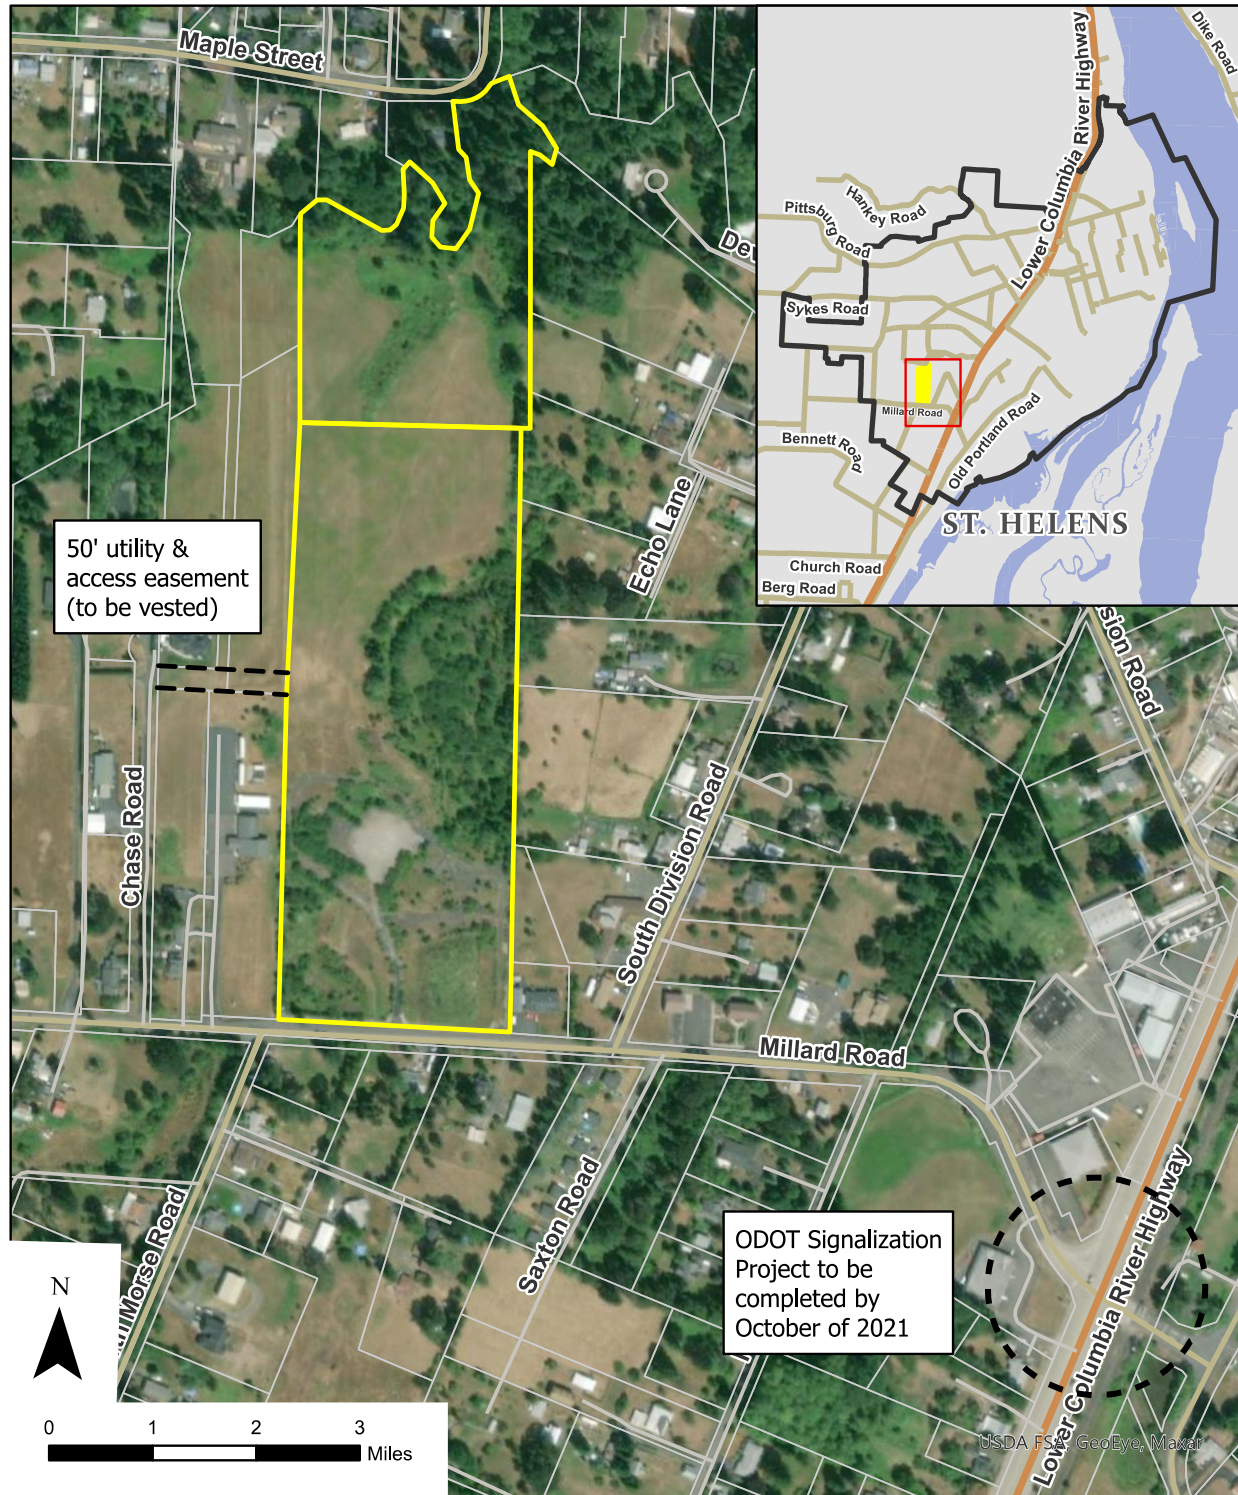 Maple Street
Dev
Echo Lane
50' utility &
access easement
(to be vested)
Chase Road
South Division Road
sion Road
Millard Road
Saxton Road
Morse Road
Lower Columbia River Highway
ODOT Signalization
Project to be
completed by
October of 2021
Lower Columbia River Highway
Dike Road
Hankey Road
Pittsburg Road
Sykes Road
Millard Road
Bennett Road
Old Portland Road
ST. HELENS
Church Road
Berg Road
N
0 1 2 3
Miles
USDA FSA, GeoEye, Maxar